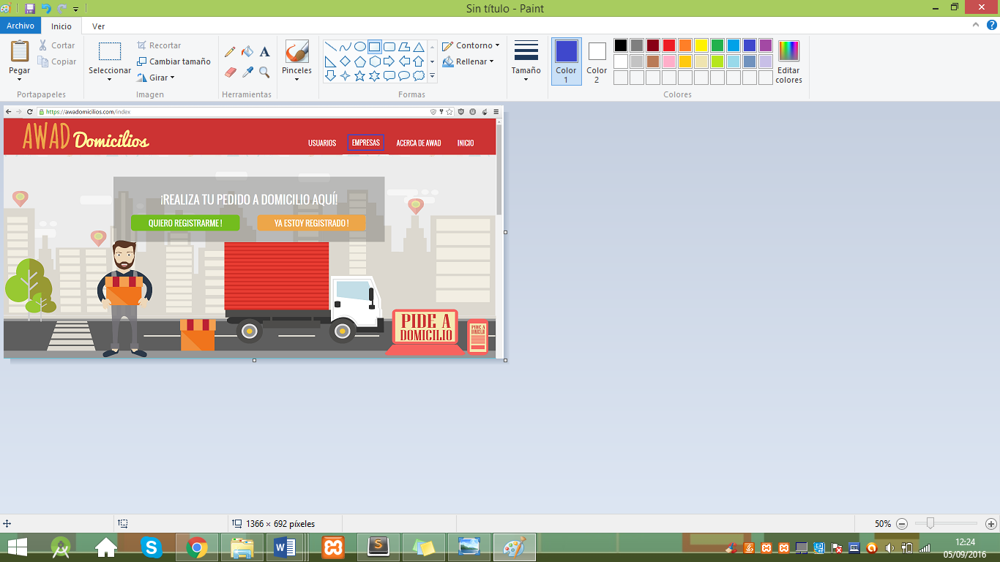 Sin título - Paint
Archivo Inicio Ver
Pegar
Cortar
Copiar
Portapapeles
Seleccionar
Recortar
Cambiar tamaño
Girar
Imagen
A
Herramientas
Pinceles
Contorno
Rellenar
Formas
Tamaño
Color 1
Color 2
Editar colores
Colores
https://awadomicilios.com/index
AWAD Domicilios
USUARIOS EMPRESAS ACERCA DE AWAD INICIO
¡REALIZA TU PEDIDO A DOMICILIO AQUÍ!
QUIERO REGISTRARME ! YA ESTOY REGISTRADO !
PIDE A
DOMICILIO
PIDE A
DOMICILIO
1366 × 692 píxeles 50%
12:24
05/09/2016